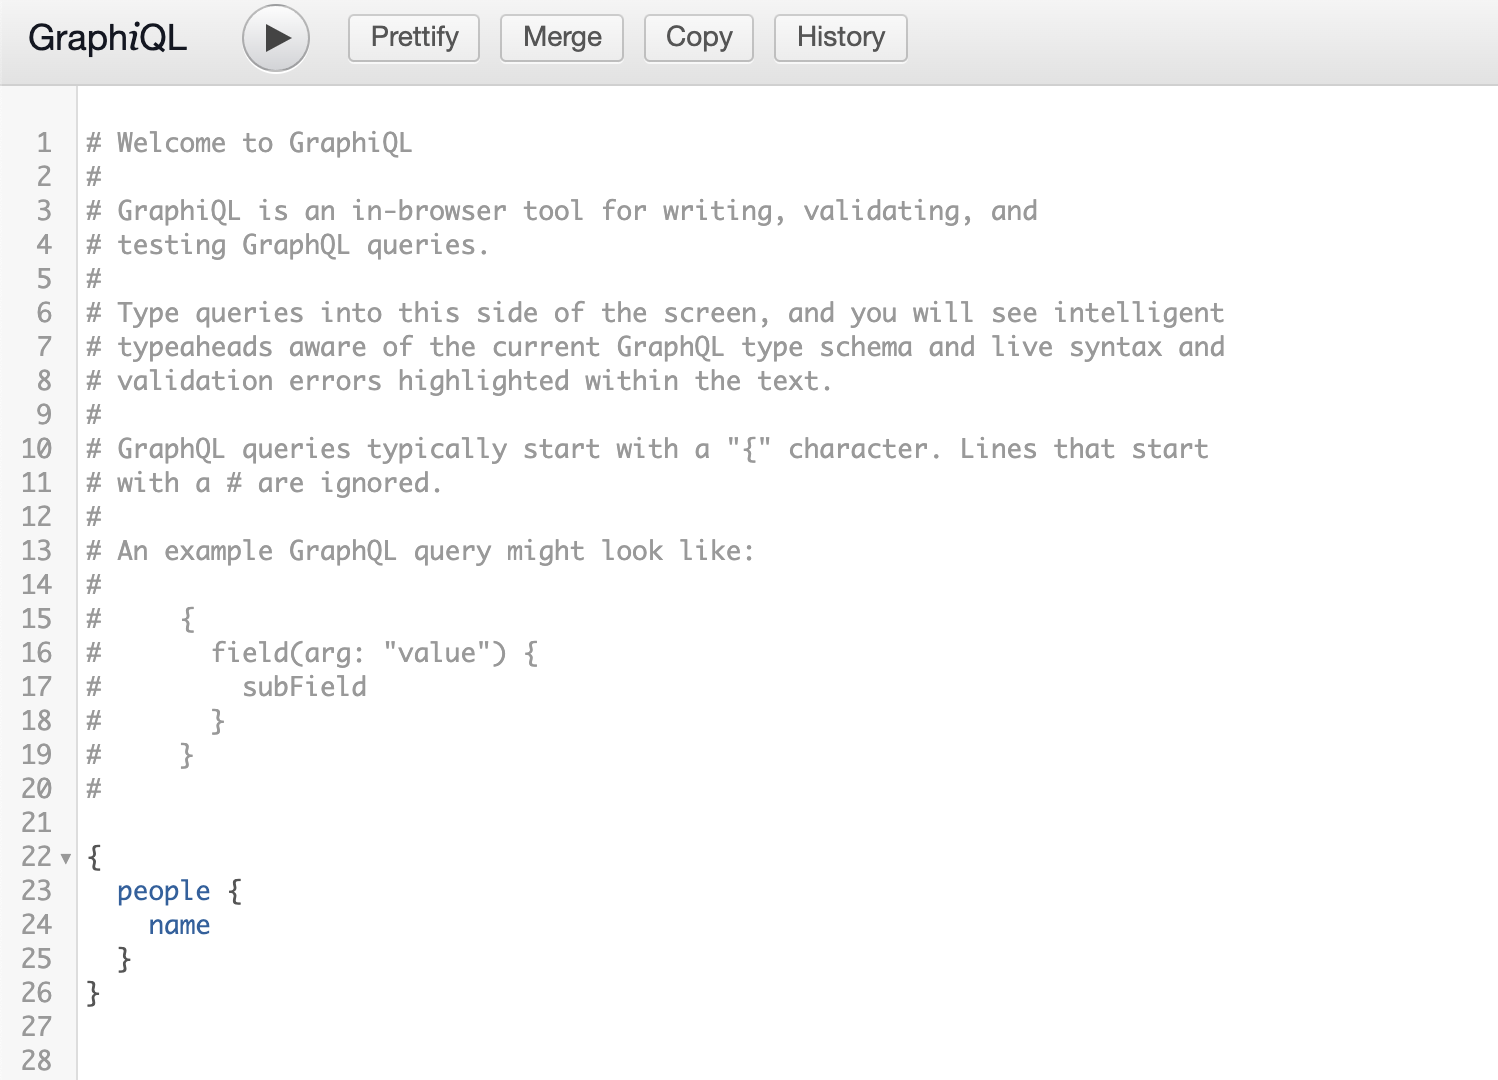 GraphiQL Prettify Merge Copy History
1 # Welcome to GraphiQL
2 #
3 # GraphiQL is an in-browser tool for writing, validating, and
4 # testing GraphQL queries.
5 #
6 # Type queries into this side of the screen, and you will see intelligent
7 # typeaheads aware of the current GraphQL type schema and live syntax and
8 # validation errors highlighted within the text.
9 #
10 # GraphQL queries typically start with a "{" character. Lines that start
11 # with a # are ignored.
12 #
13 # An example GraphQL query might look like:
14 #
15 #     {
16 #       field(arg: "value") {
17 #         subField
18 #       }
19 #     }
20 #
21
22 {
23   people {
24     name
25   }
26 }
27
28